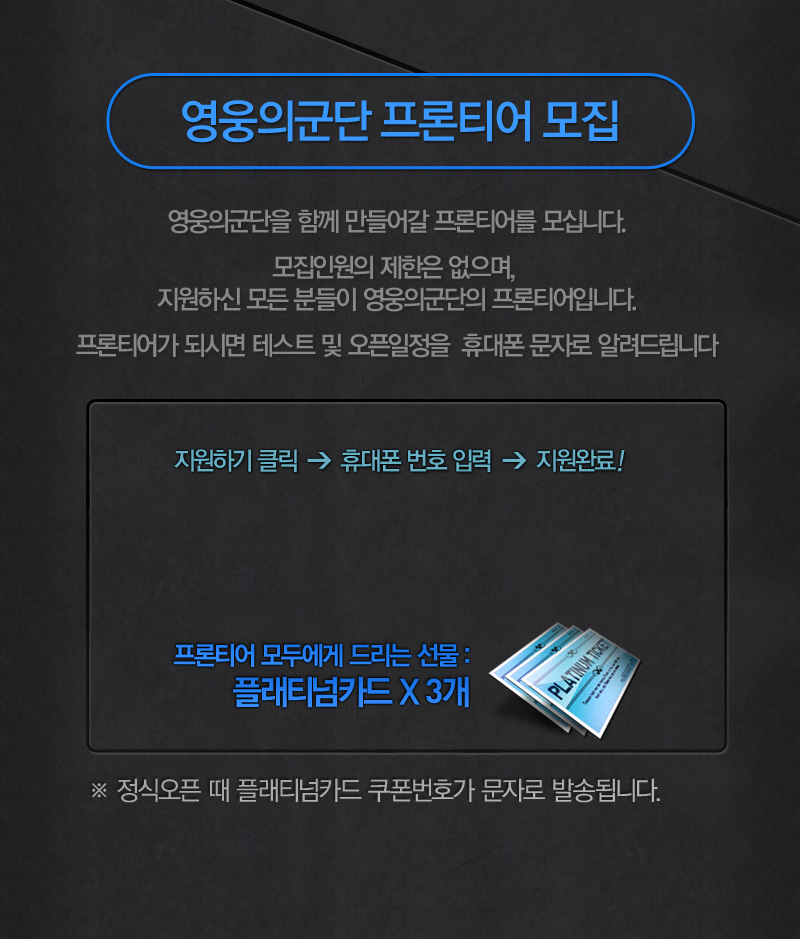 영웅의군단 프론티어 모집
영웅의군단을 함께 만들어갈 프론티어를 모십니다.
모집인원의 제한은 없으며,
지원하신 모든 분들이 영웅의군단의 프론티어입니다.
프론티어가 되시면 테스트 및 오픈일정을 휴대폰 문자로 알려드립니다
지원하기 클릭 → 휴대폰 번호 입력 → 지원완료!
프론티어 모두에게 드리는 선물 :
플래티넘카드 X 3개
PLATINUM TICKET
※ 정식오픈 때 플래티넘카드 쿠폰번호가 문자로 발송됩니다.